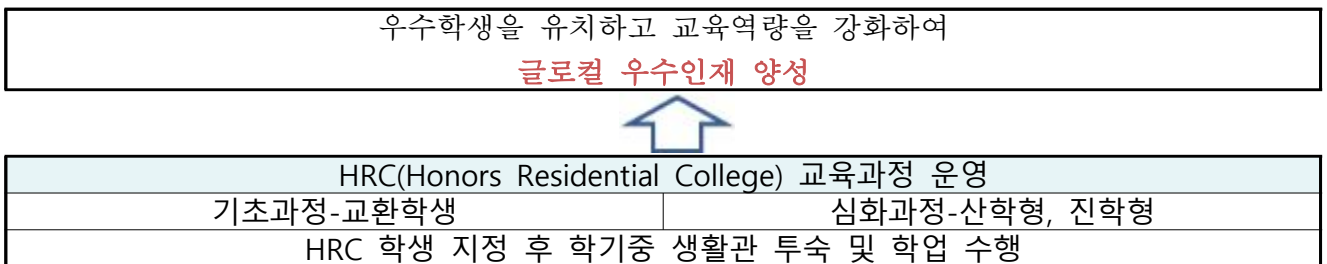 우수학생을 유치하고 교육역량을 강화하여
글로컬 우수인재 양성
HRC(Honors Residential College) 교육과정 운영
기초과정-교환학생
심화과정-산학형, 진학형
HRC 학생 지정 후 학기중 생활관 투숙 및 학업 수행